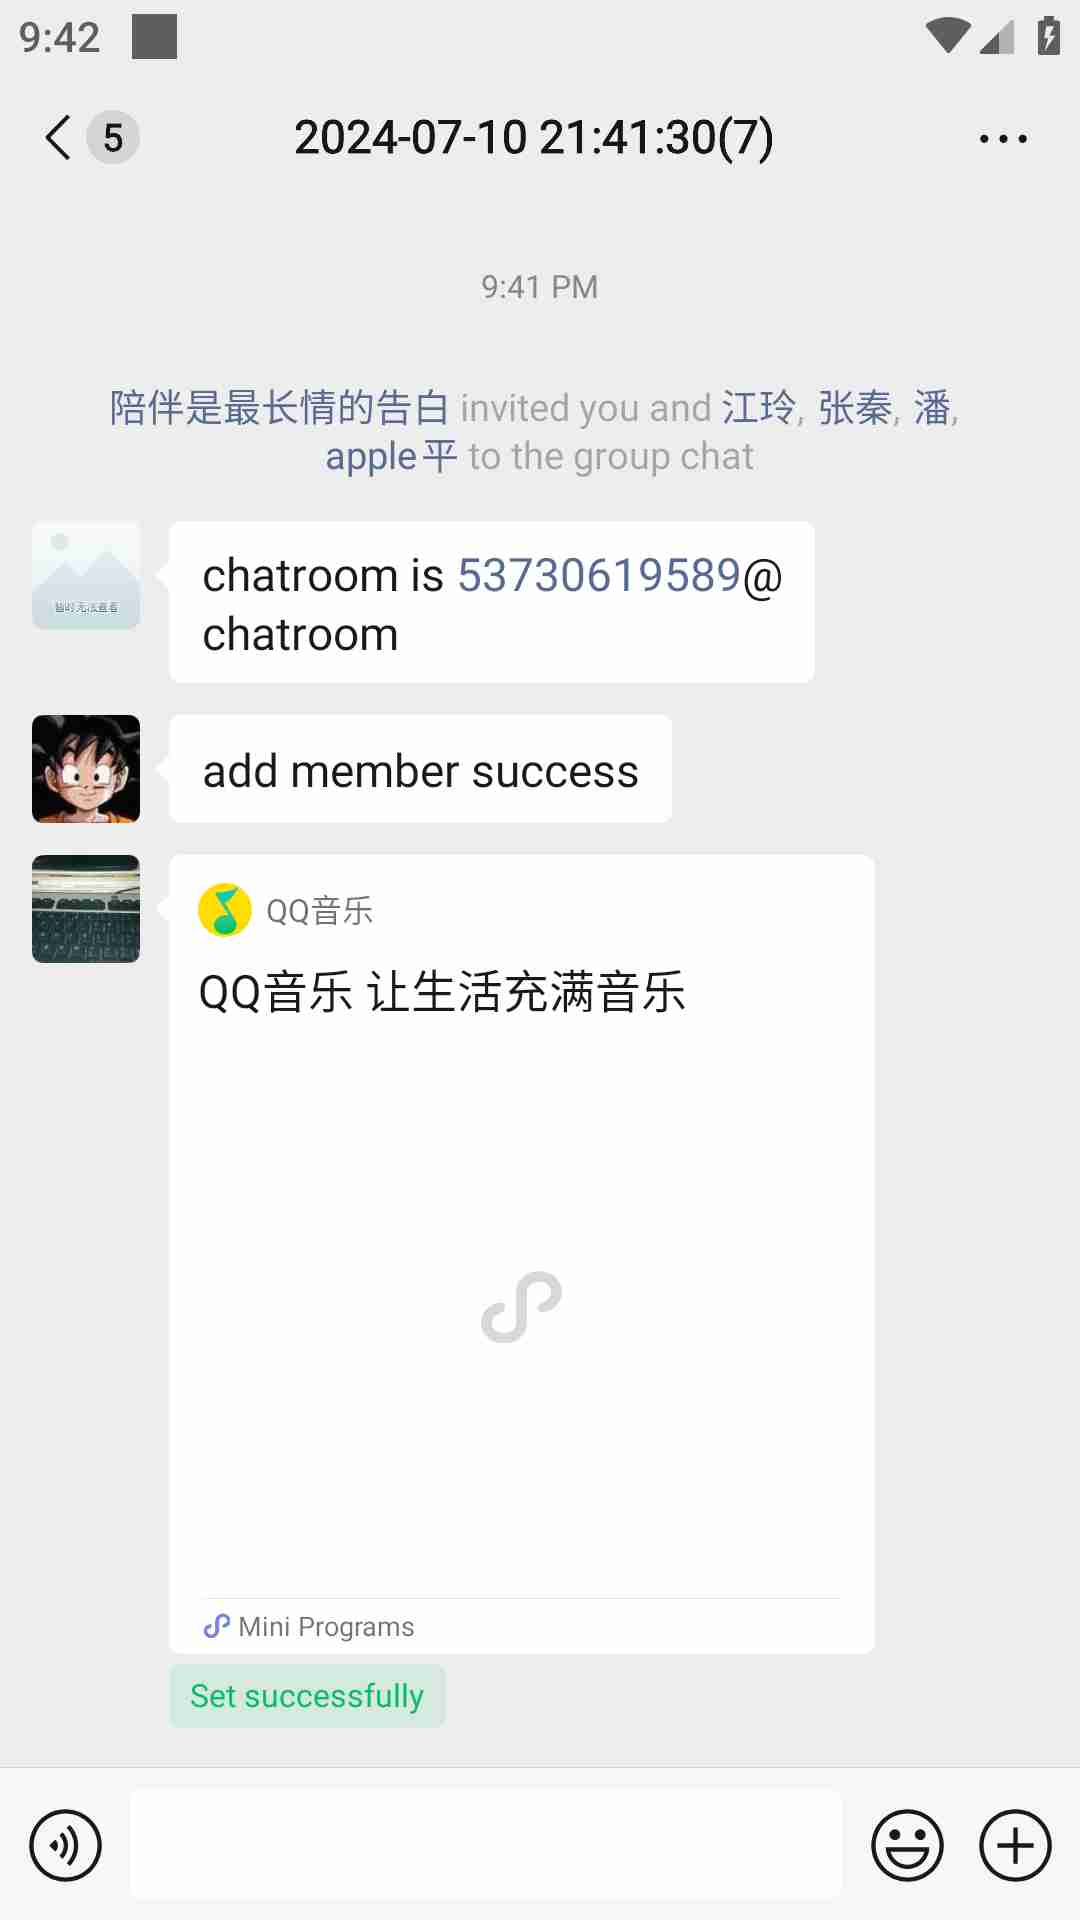 9:42
5
2024-07-10 21:41:30(7)
9:41 PM
陪伴是最长情的告白 invited you and 江玲, 张秦, 潘,
apple平 to the group chat
chatroom is 53730619589@
chatroom
暂时无法查看
add member success
QQ音乐
QQ音乐 让生活充满音乐
Mini Programs
Set successfully